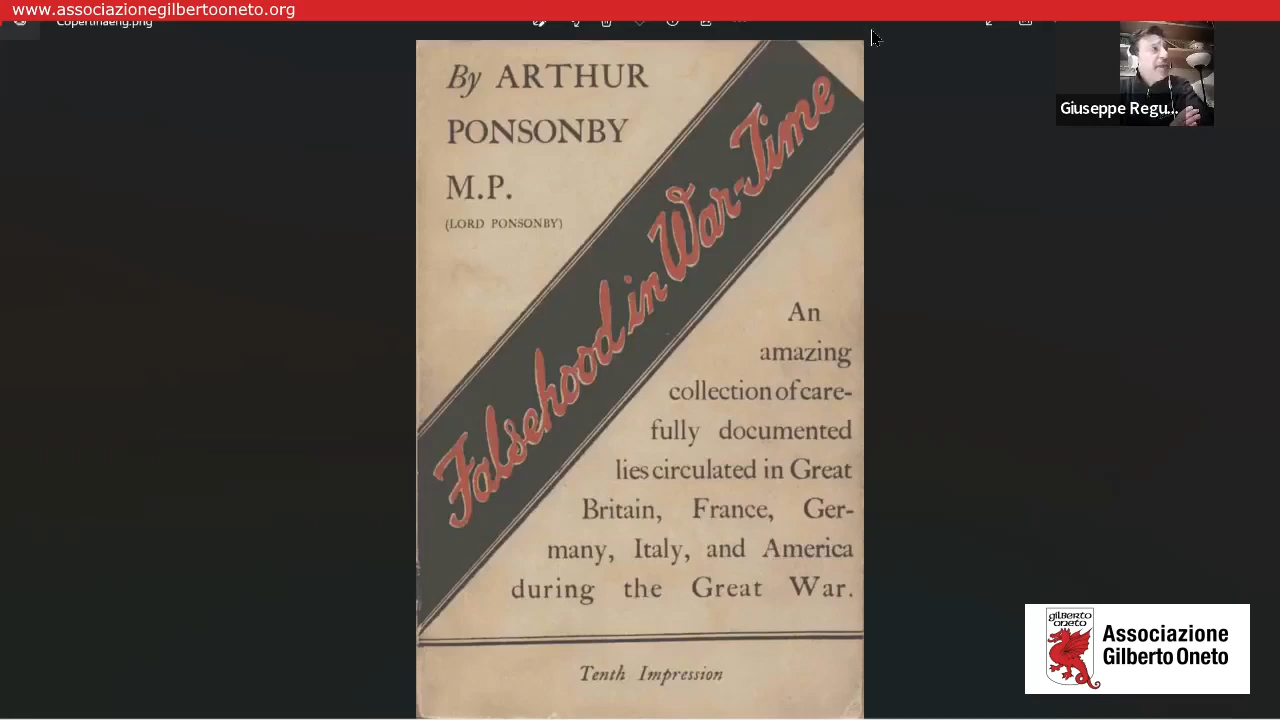 www.associazionegilbertooneto.org
Copertinaeng.png
Giuseppe Regu...
By ARTHUR
PONSONBY
M.P.
(LORD PONSONBY)
Falsehood in War-Time
An
amazing
collection of care-
fully documented
lies circulated in Great
Britain, France, Ger-
many, Italy, and America
during the Great War.
Tenth Impression
gilberto
oneto
Associazione
Gilberto Oneto